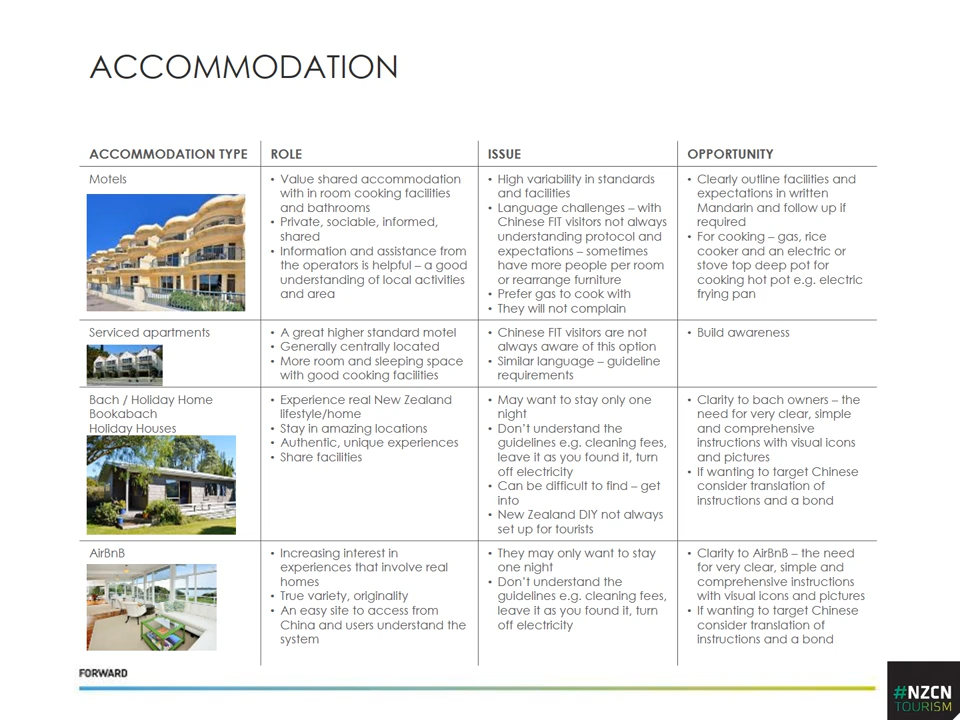 ACCOMMODATION
ACCOMMODATION TYPE
ROLE
ISSUE
OPPORTUNITY
Motels
• Value shared accommodation
with in room cooking facilities
and bathrooms
• Private, sociable, informed,
shared
• Information and assistance from
the operators is helpful – a good
understanding of local activities
and area
• High variability in standards
and facilities
• Language challenges – with
Chinese FIT visitors not always
understanding protocol and
expectations – sometimes
have more people per room
or rearrange furniture
• Prefer gas to cook with
• They will not complain
• Clearly outline facilities and
expectations in written
Mandarin and follow up if
required
• For cooking – gas, rice
cooker and an electric or
stove top deep pot for
cooking hot pot e.g. electric
frying pan
Serviced apartments
• A great higher standard motel
• Generally centrally located
• More room and sleeping space
with good cooking facilities
• Chinese FIT visitors are not
always aware of this option
• Similar language – guideline
requirements
• Build awareness
Bach / Holiday Home
Bookabach
Holiday Houses
• Experience real New Zealand
lifestyle/home
• Stay in amazing locations
• Authentic, unique experiences
• Share facilities
• May want to stay only one
night
• Don't understand the
guidelines e.g. cleaning fees,
leave it as you found it, turn
off electricity
• Can be difficult to find – get
into
• New Zealand DIY not always
set up for tourists
• Clarity to bach owners – the
need for very clear, simple
and comprehensive
instructions with visual icons
and pictures
• If wanting to target Chinese
consider translation of
instructions and a bond
AirBnB
• Increasing interest in
experiences that involve real
homes
• True variety, originality
• An easy site to access from
China and users understand the
system
• They may only want to stay
one night
• Don't understand the
guidelines e.g. cleaning fees,
leave it as you found it, turn
off electricity
• Clarity to AirBnB – the need
for very clear, simple and
comprehensive instructions
with visual icons and pictures
• If wanting to target Chinese
consider translation of
instructions and a bond
FORWARD
#NZCN
TOURISM